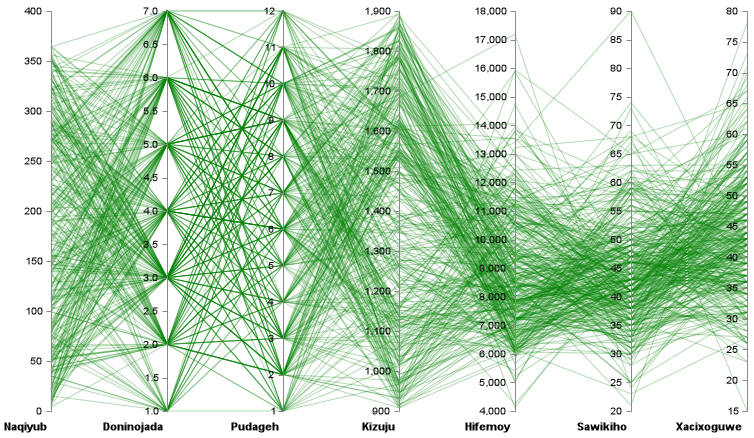 400 7.0 12 1,900 18,000 90 80
350 6.5 11 1,800 17,000 85 75
300 6.0 10 1,700 16,000 80 70
250 5.5 9 1,600 15,000 75 65
200 5.0 8 1,500 14,000 70 60
150 4.5 7 1,400 13,000 65 55
100 4.0 6 1,300 12,000 60 50
50 3.5 5 1,200 11,000 55 45
0 3.0 4 1,100 10,000 50 40
2.5 3 1,000 9,000 45 35
2.0 2 900 8,000 40 30
1.5 1 7,000 35 25
1.0 6,000 30 20
5,000 25 15
4,000 20
Naqiyub Doninojada Pudageh Kizuju Hifemoy Sawikiho Xacixoguwe